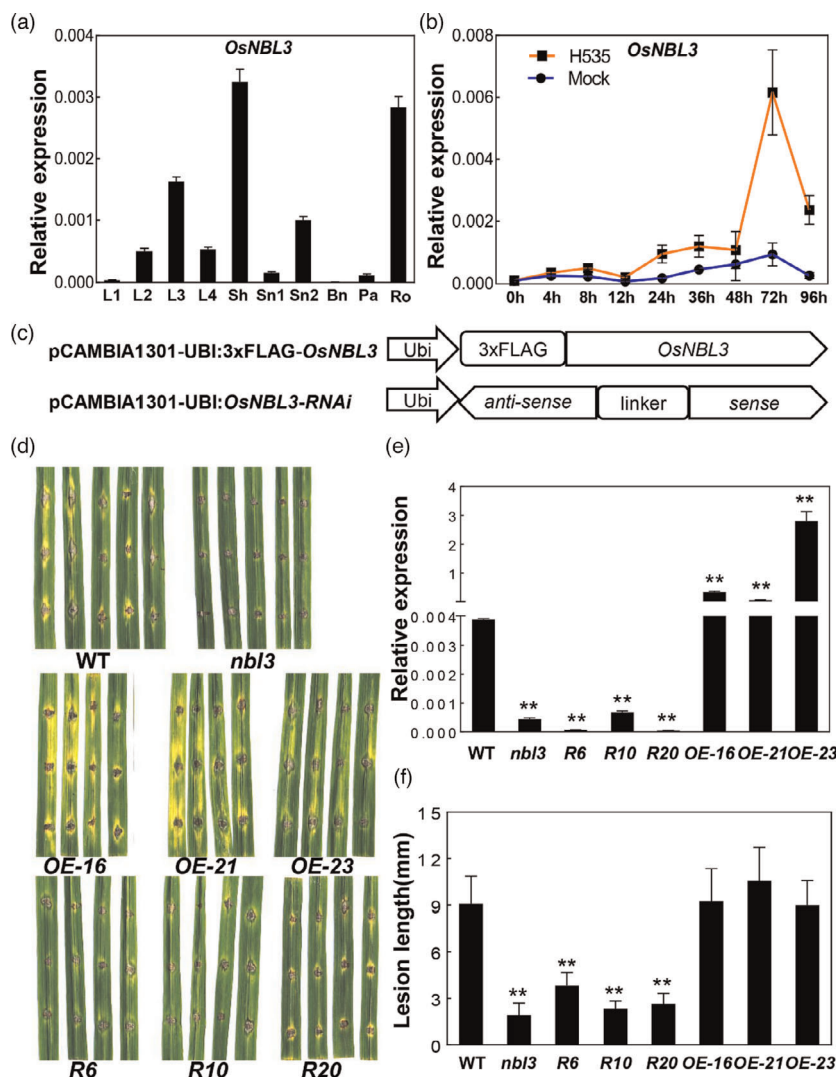 (a)
OsNBL3
Relative expression
0.004
0.003
0.002
0.001
0.000
L1 L2 L3 L4 Sh Sn1 Sn2 Bn Pa Ro
(b)
OsNBL3
H535
Mock
Relative expression
0.008
0.006
0.004
0.002
0.000
0h 4h 8h 12h 24h 36h 48h 72h 96h
(c)
pCAMBIA1301-UBI:3xFLAG-OsNBL3
Ubi 3xFLAG OsNBL3
pCAMBIA1301-UBI:OsNBL3-RNAi
Ubi anti-sense linker sense
(d)
WT nbl3
OE-16 OE-21 OE-23
R6 R10 R20
(e)
Relative expression
4
3
2
1
0.004
0.003
0.002
0.001
0.000
** ** ** ** ** ** **
WT nbl3 R6 R10 R20 OE-16 OE-21 OE-23
(f)
Lesion length(mm)
15
12
9
6
3
0
** ** ** **
WT nbl3 R6 R10 R20 OE-16 OE-21 OE-23